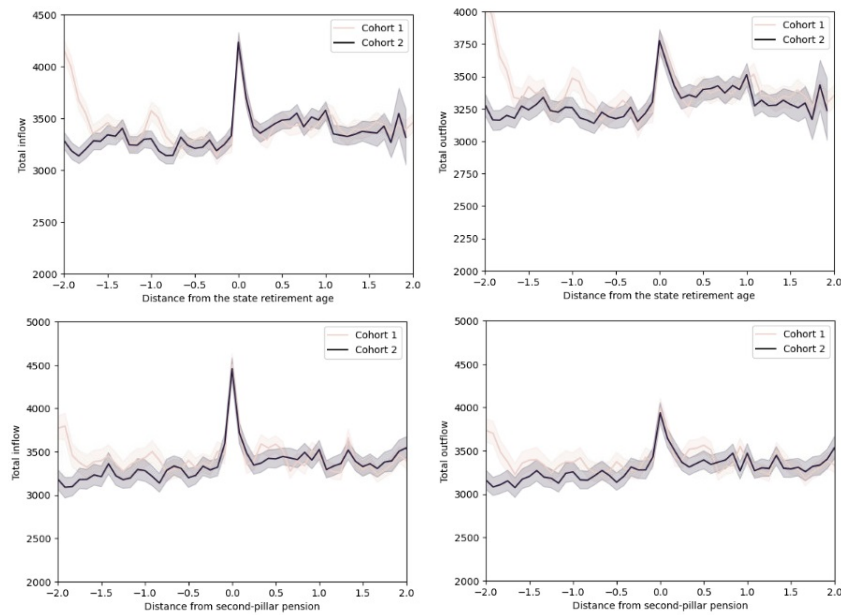 4500
4000
3500
3000
2500
2000
Total inflow
Cohort 1
Cohort 2
-2.0 -1.5 -1.0 -0.5 0.0 0.5 1.0 1.5 2.0
Distance from the state retirement age
4000
3750
3500
3250
3000
2750
2500
2250
2000
Total outflow
Cohort 1
Cohort 2
-2.0 -1.5 -1.0 -0.5 0.0 0.5 1.0 1.5 2.0
Distance from the state retirement age
5000
4500
4000
3500
3000
2500
2000
Total inflow
Cohort 1
Cohort 2
-2.0 -1.5 -1.0 -0.5 0.0 0.5 1.0 1.5 2.0
Distance from second-pillar pension
5000
4500
4000
3500
3000
2500
2000
Total outflow
Cohort 1
Cohort 2
-2.0 -1.5 -1.0 -0.5 0.0 0.5 1.0 1.5 2.0
Distance from second-pillar pension